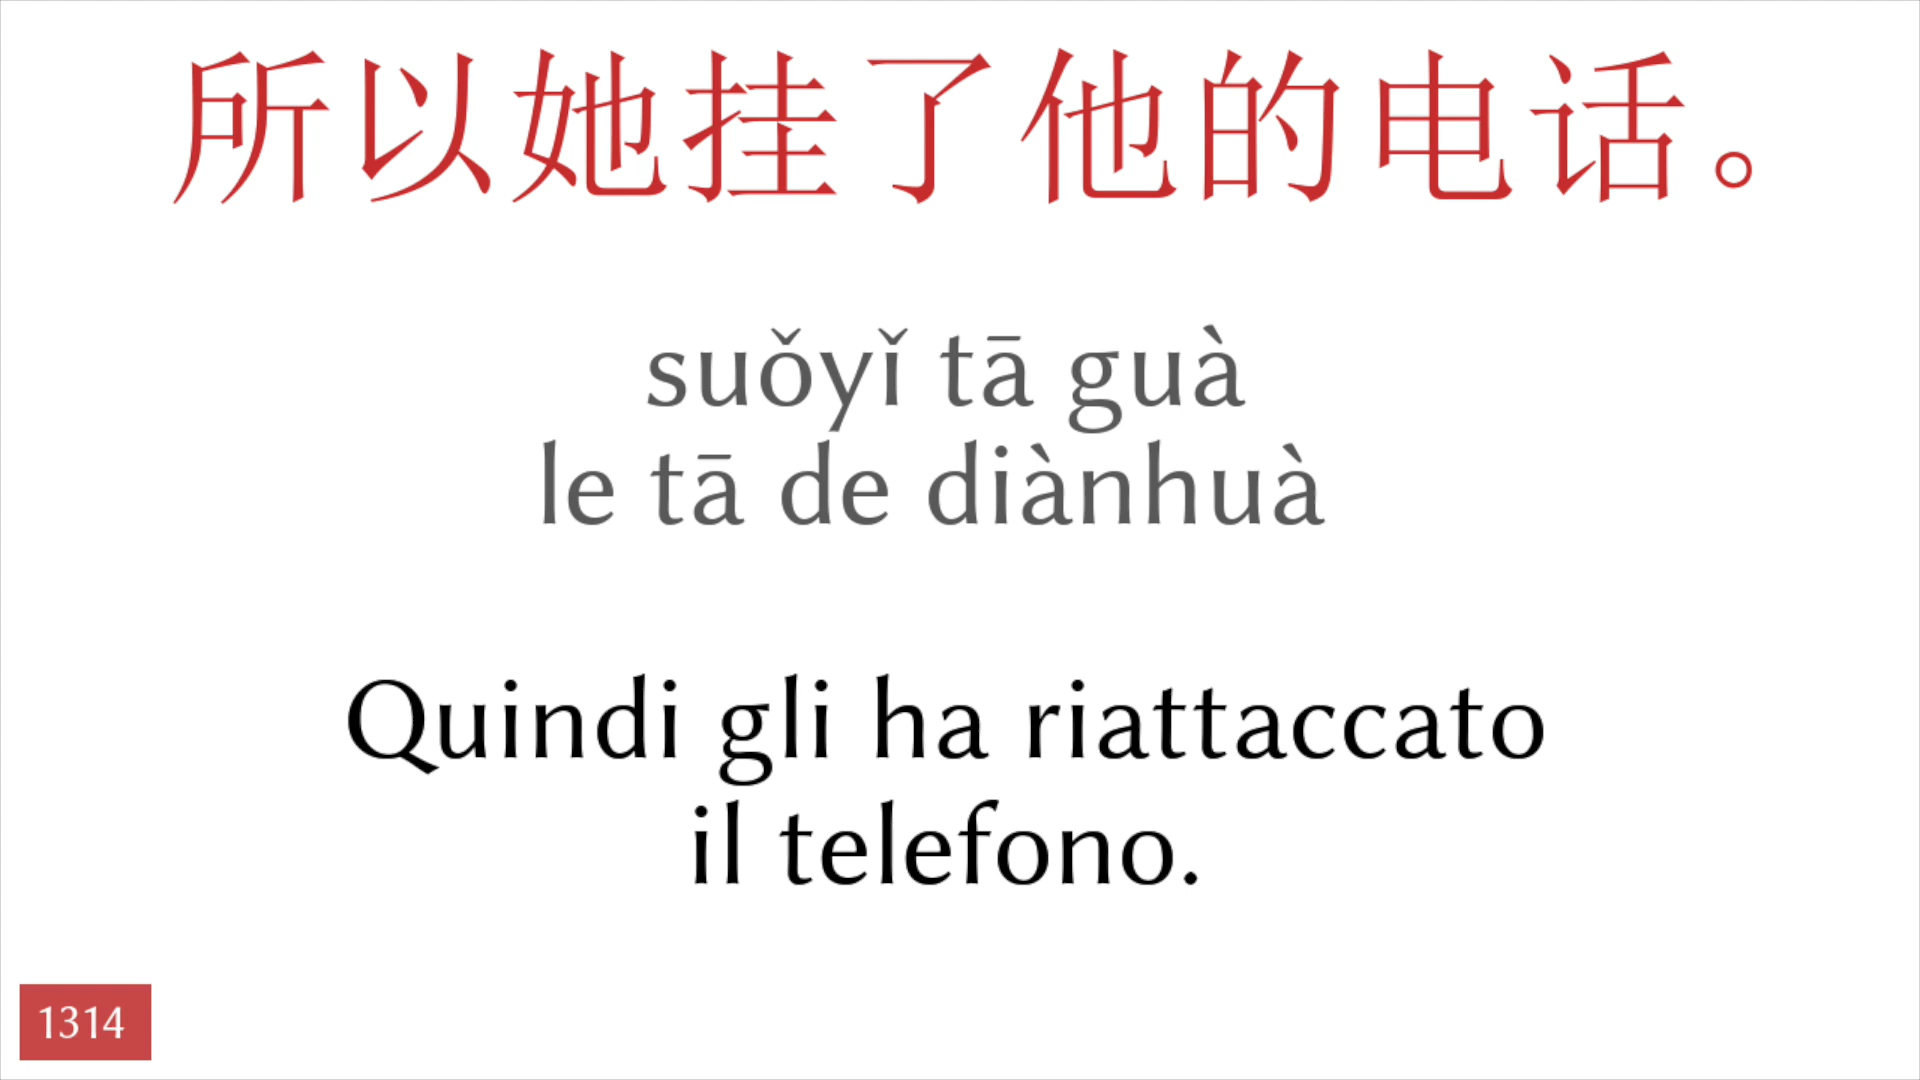 所以她挂了他的电话。
suǒyǐ tā guà
le tā de diànhuà
Quindi gli ha riattaccato
il telefono.
1314